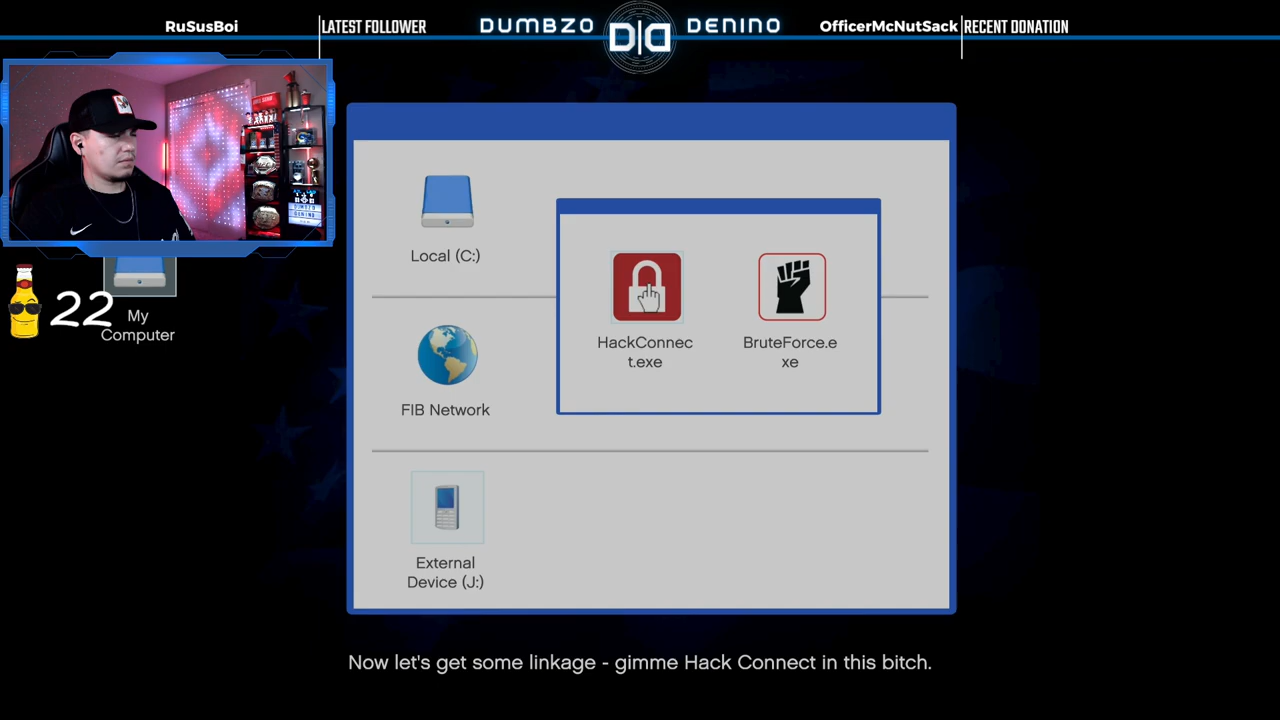 RuSusBoi
LATEST FOLLOWER
DUMBZO
D|D
DENINO
OfficerMcNutSack
RECENT DONATION
22
My
Computer
Local (C:)
HackConnec
t.exe
BruteForce.e
xe
FIB Network
External
Device (J:)
Now let's get some linkage - gimme Hack Connect in this bitch.